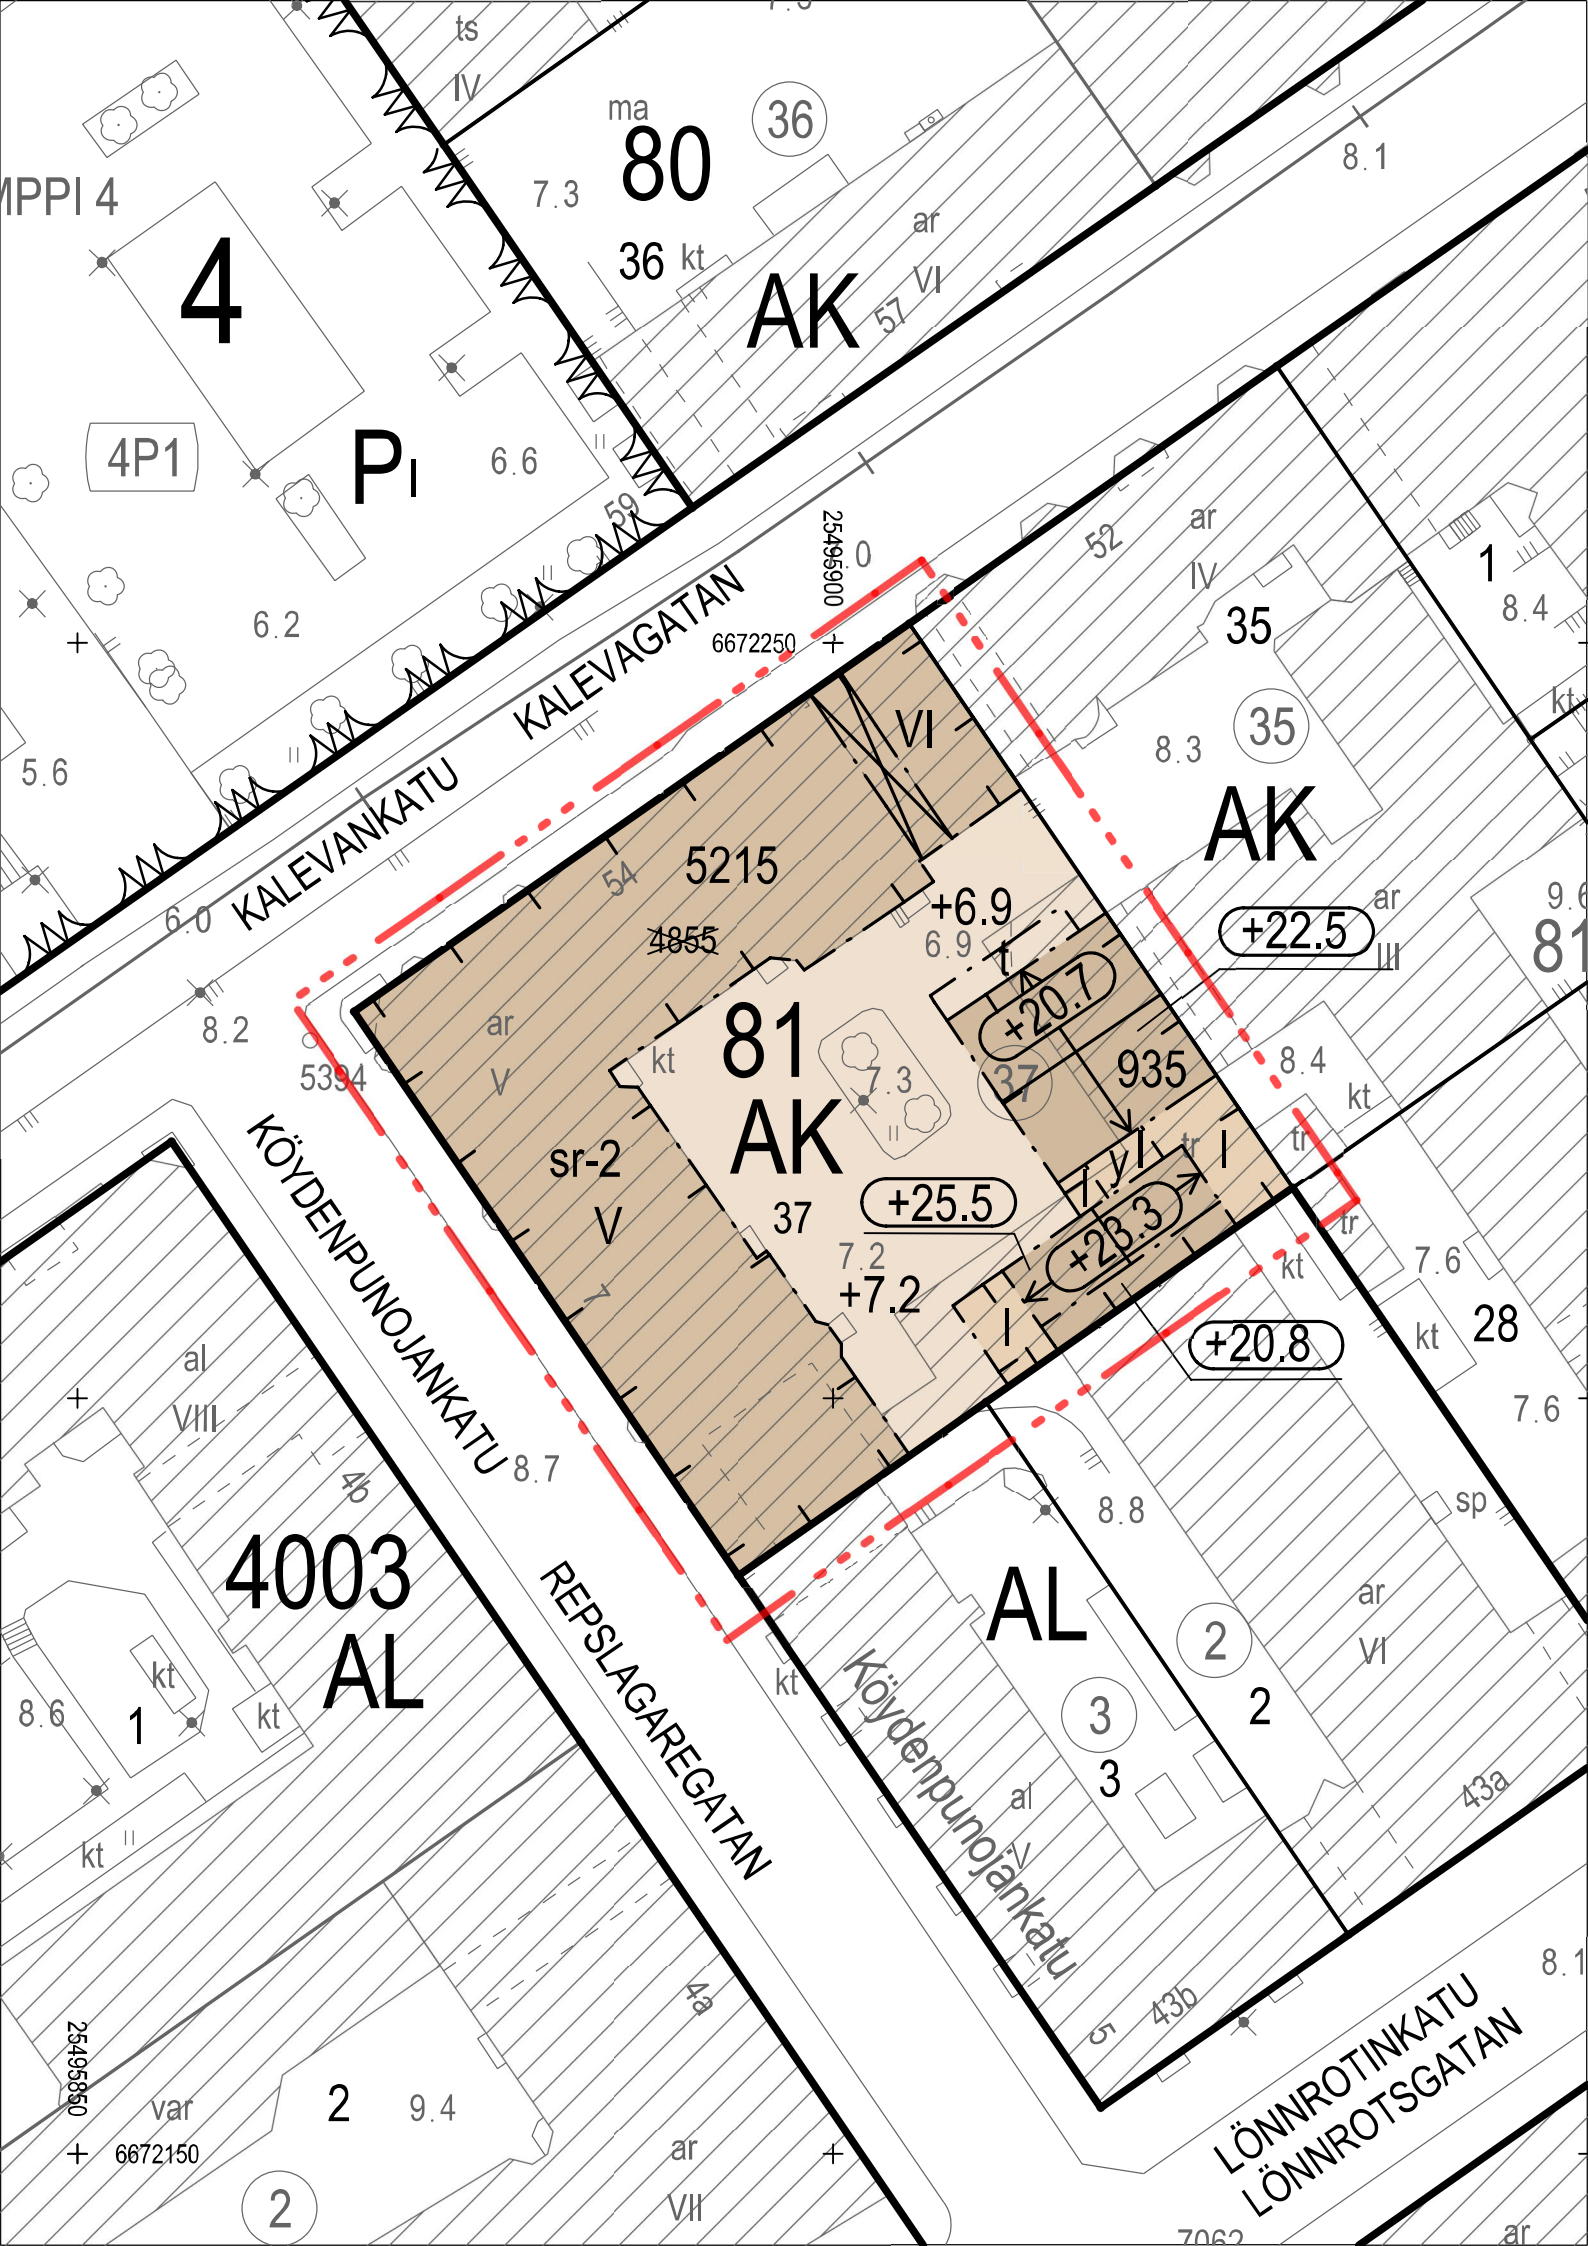 ts
IV
ma
36
80
7.3
8.1
4
36
kt
ar
VI
AK
57
4P1
PI
6.6
59
25495900
52
ar
IV
1
8.4
6.2
KALEVANKATU
KALEVAGATAN
6672250
35
35
kt
5.6
VI
8.3
AK
54
5215
4855
+6.9
6.9
ar
III
+22.5
81
6.0
8.2
5394
ar
V
kt
81
7.3
t
+20.7
37
935
8.4
kt
KÖYDENPUNOJANKATU
sr-2
V
AK
37
+25.5
7.2
+7.2
7
I
I
y
I
tr
I
tr
tr
+23.3
I
kt
7.6
kt
28
+20.8
7.6
al
VIII
4b
8.7
8.8
sp
4003
AL
REPSLAGAREGATAN
AL
2
2
ar
VI
8.6
1
kt
kt
kt
kt
3
3
Köydenpunojankatu
al
V
43a
4a
5
43b
8.1
25495850
6672150
var
2
9.4
2
ar
VII
LÖNNROTINKATU
LÖNNROTSGATAN
ar